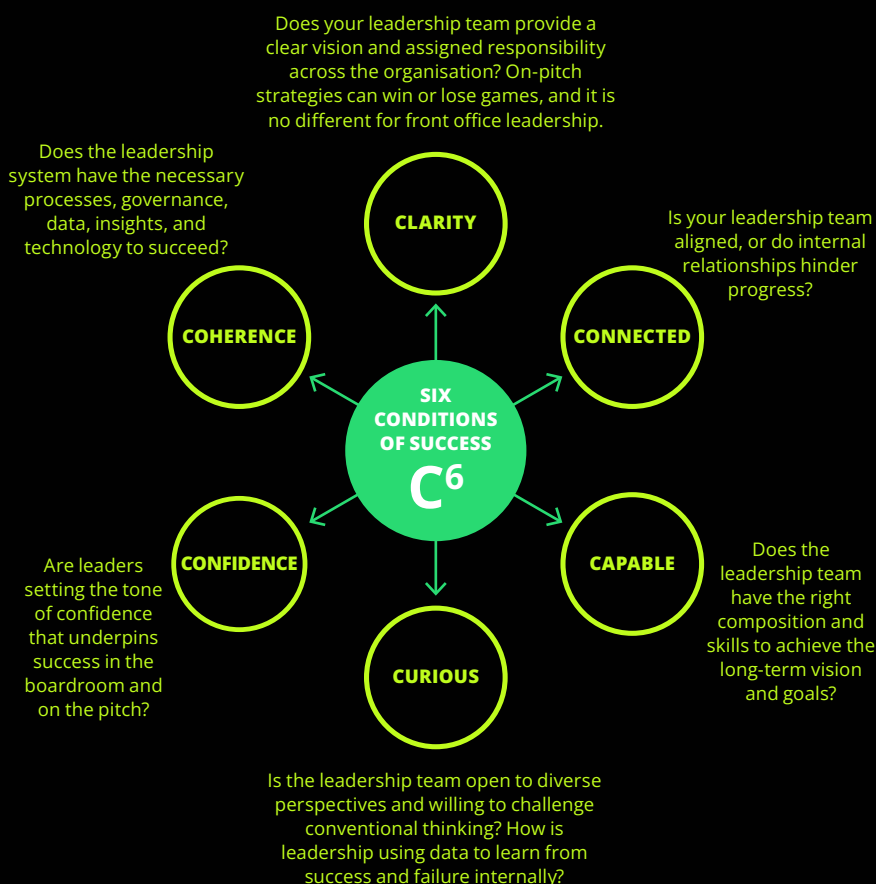 Does your leadership team provide a
clear vision and assigned responsibility
across the organisation? On-pitch
strategies can win or lose games, and it is
no different for front office leadership.
CLARITY
Is your leadership team
aligned, or do internal
relationships hinder
progress?
CONNECTED
Does the
leadership team
have the right
composition and
skills to achieve the
long-term vision
and goals?
CAPABLE
CURIOUS
Is the leadership team open to diverse
perspectives and willing to challenge
conventional thinking? How is
leadership using data to learn from
success and failure internally?
CONFIDENCE
Are leaders
setting the tone
of confidence
that underpins
success in the
boardroom and
on the pitch?
Does the leadership
system have the necessary
processes, governance,
data, insights, and
technology to succeed?
COHERENCE
SIX
CONDITIONS
OF SUCCESS
C⁶